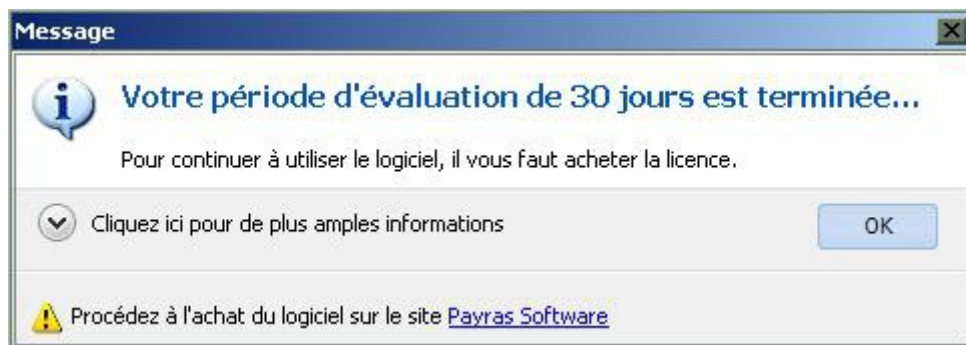 Message
Votre période d'évaluation de 30 jours est terminée...
Pour continuer à utiliser le logiciel, il vous faut acheter la licence.
Cliquez ici pour de plus amples informations
OK
Procédez à l'achat du logiciel sur le site Payras Software